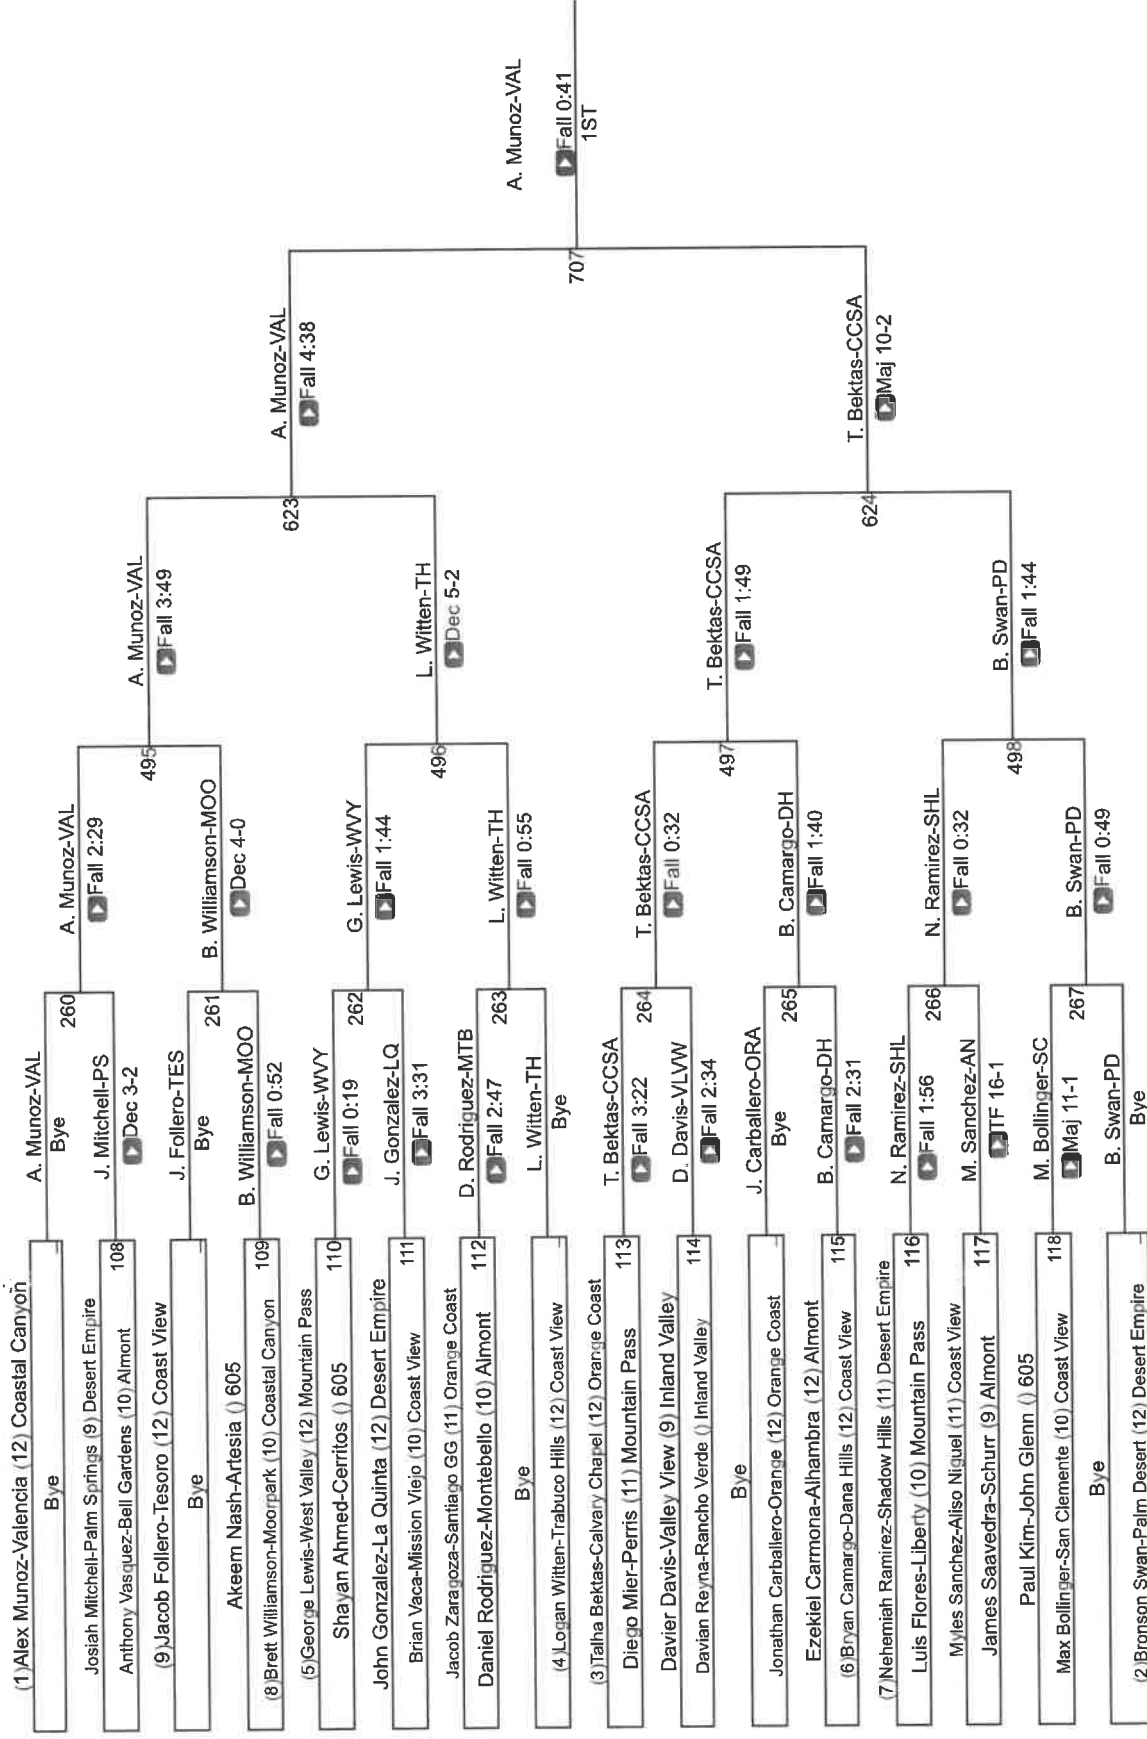 (1)Alex Munoz-Valencia (12) Coastal Canyon
Bye
Josiah Mitchell-Palm Springs (9) Desert Empire
108
Anthony Vasquez-Bell Gardens (10) Almont
(9)Jacob Follero-Tesoro (12) Coast View
Bye
Akeem Nash-Artesia () 605
109
(8)Brett Williamson-Moorpark (10) Coastal Canyon
(5)George Lewis-West Valley (12) Mountain Pass
110
Shayan Ahmed-Cerritos () 605
John Gonzalez-La Quinta (12) Desert Empire
111
Brian Vaca-Mission Viejo (10) Coast View
Jacob Zaragoza-Santiago GG (11) Orange Coast
112
Daniel Rodriguez-Montebello (10) Almont
Bye
(4)Logan Witten-Trabuco Hills (12) Coast View
(3)Talha Bektas-Calvary Chapel (12) Orange Coast
113
Diego Mier-Perris (11) Mountain Pass
Davier Davis-Valley View (9) Inland Valley
114
Davian Reyna-Rancho Verde () Inland Valley
Bye
Jonathan Carballero-Orange (12) Orange Coast
Ezekiel Carmona-Alhambra (12) Almont
115
(6)Bryan Camargo-Dana Hills (12) Coast View
(7)Nehemiah Ramirez-Shadow Hills (11) Desert Empire
116
Luis Flores-Liberty (10) Mountain Pass
Myles Sanchez-Aliso Niguel (11) Coast View
117
James Saavedra-Schurr (9) Almont
Paul Kim-John Glenn () 605
118
Max Bollinger-San Clemente (10) Coast View
Bye
(2)Bronson Swan-Palm Desert (12) Desert Empire
A. Munoz-VAL
Bye
260
J. Mitchell-PS
Dec 3-2
J. Follero-TES
Bye
261
B. Williamson-MOO
Fall 0:52
G. Lewis-WVY
Fall 0:19
262
J. Gonzalez-LQ
Fall 3:31
D. Rodriguez-MTB
Fall 2:47
263
L. Witten-TH
Bye
T. Bektas-CCSA
Fall 3:22
264
D. Davis-VLVW
Fall 2:34
J. Carballero-ORA
Bye
265
B. Camargo-DH
Fall 2:31
N. Ramirez-SHL
Fall 1:56
266
M. Sanchez-AN
TF 16-1
M. Bollinger-SC
Maj 11-1
267
B. Swan-PD
Bye
A. Munoz-VAL
Fall 2:29
495
B. Williamson-MOO
Dec 4-0
G. Lewis-WVY
Fall 1:44
496
L. Witten-TH
Fall 0:55
T. Bektas-CCSA
Fall 0:32
497
B. Camargo-DH
Fall 1:40
N. Ramirez-SHL
Fall 0:32
498
B. Swan-PD
Fall 0:49
A. Munoz-VAL
Fall 3:49
623
L. Witten-TH
Dec 5-2
T. Bektas-CCSA
Fall 1:49
624
B. Swan-PD
Fall 1:44
A. Munoz-VAL
Fall 4:38
707
T. Bektas-CCSA
Maj 10-2
A. Munoz-VAL
Fall 0:41
1ST